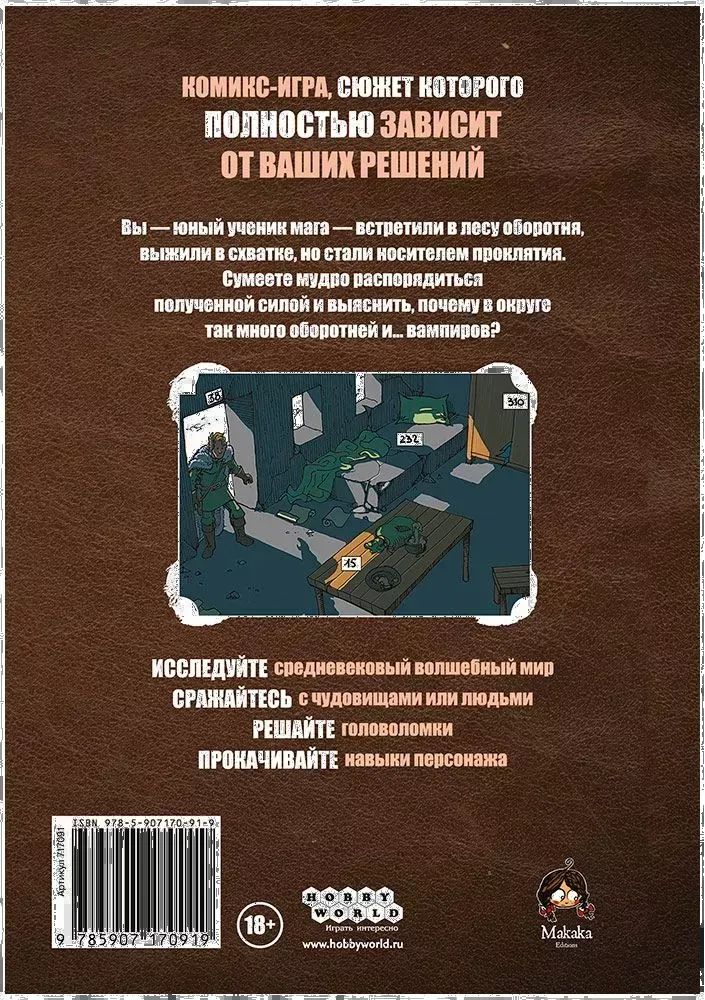 КОМИКС-ИГРА, СЮЖЕТ КОТОРОГО
ПОЛНОСТЬЮ ЗАВИСИТ
ОТ ВАШИХ РЕШЕНИЙ
Вы — юный ученик мага — встретили в лесу оборотня,
выжили в схватке, но стали носителем проклятия.
Сумеете мудро распорядиться
полученной силой и выяснить, почему в округе
так много оборотней и... вампиров?
38
310
232
15
ИССЛЕДУЙТЕ средневековый волшебный мир
СРАЖАЙТЕСЬ с чудовищами или людьми
РЕШАЙТЕ головоломки
ПРОКАЧИВАЙТЕ навыки персонажа
ISBN 978-5-907170-91-9
Артикул 717091
9 785907 170919
18+
HOBBY
WORLD
Играть интересно
www.hobbyworld.ru
Makaka
Editions